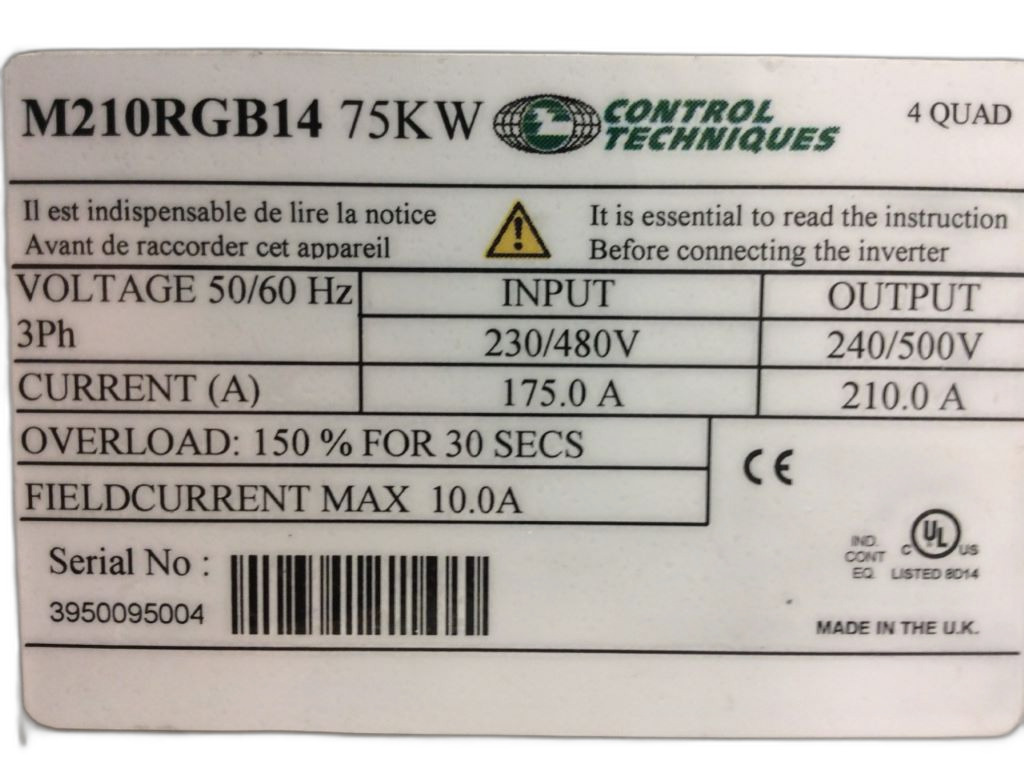 M210RGB14 75KW CONTROL TECHNIQUES 4 QUAD
Il est indispensable de lire la notice
Avant de raccorder cet appareil
It is essential to read the instruction
Before connecting the inverter
VOLTAGE 50/60 Hz INPUT OUTPUT
3Ph 230/480V 240/500V
CURRENT (A) 175.0 A 210.0 A
OVERLOAD: 150 % FOR 30 SECS
FIELDCURRENT MAX 10.0A
CE
Serial No :
3950095004
IND.
CONT
EQ.
C UL US
LISTED 8D14
MADE IN THE U.K.